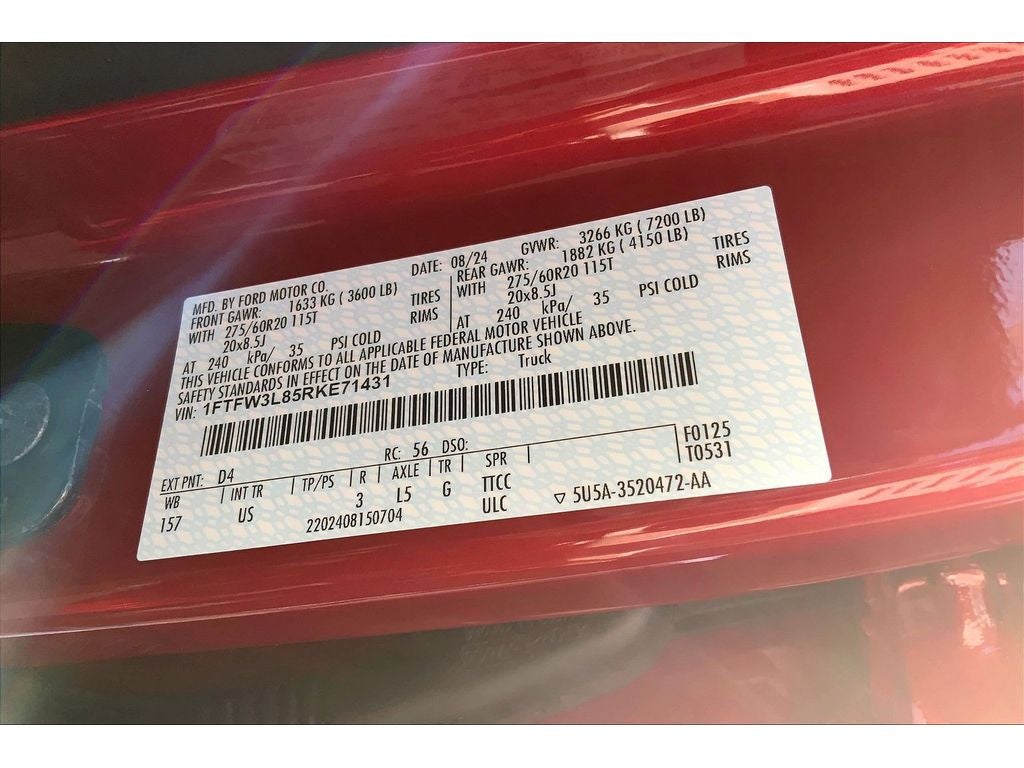 MFD. BY FORD MOTOR CO.
DATE: 08/24 GVWR: 3266 KG ( 7200 LB)
FRONT GAWR: 1633 KG ( 3600 LB)
WITH 275/60R20 115T TIRES
20x8.5J RIMS
AT 240 kPa/ 35 PSI COLD
REAR GAWR: 1882 KG ( 4150 LB)
WITH 275/60R20 115T TIRES
20x8.5J RIMS
AT 240 kPa/ 35 PSI COLD
THIS VEHICLE CONFORMS TO ALL APPLICABLE FEDERAL MOTOR VEHICLE
SAFETY STANDARDS IN EFFECT ON THE DATE OF MANUFACTURE SHOWN ABOVE.
VIN: 1FTFW3L85RKE71431 TYPE: Truck
EXT PNT: D4 RC: 56 DSO: F0125
WB INT TR TP/PS R AXLE TR SPR T0531
157 US 3 L5 G TTCC
2202408150704 ULC ▽ 5U5A-3520472-AA